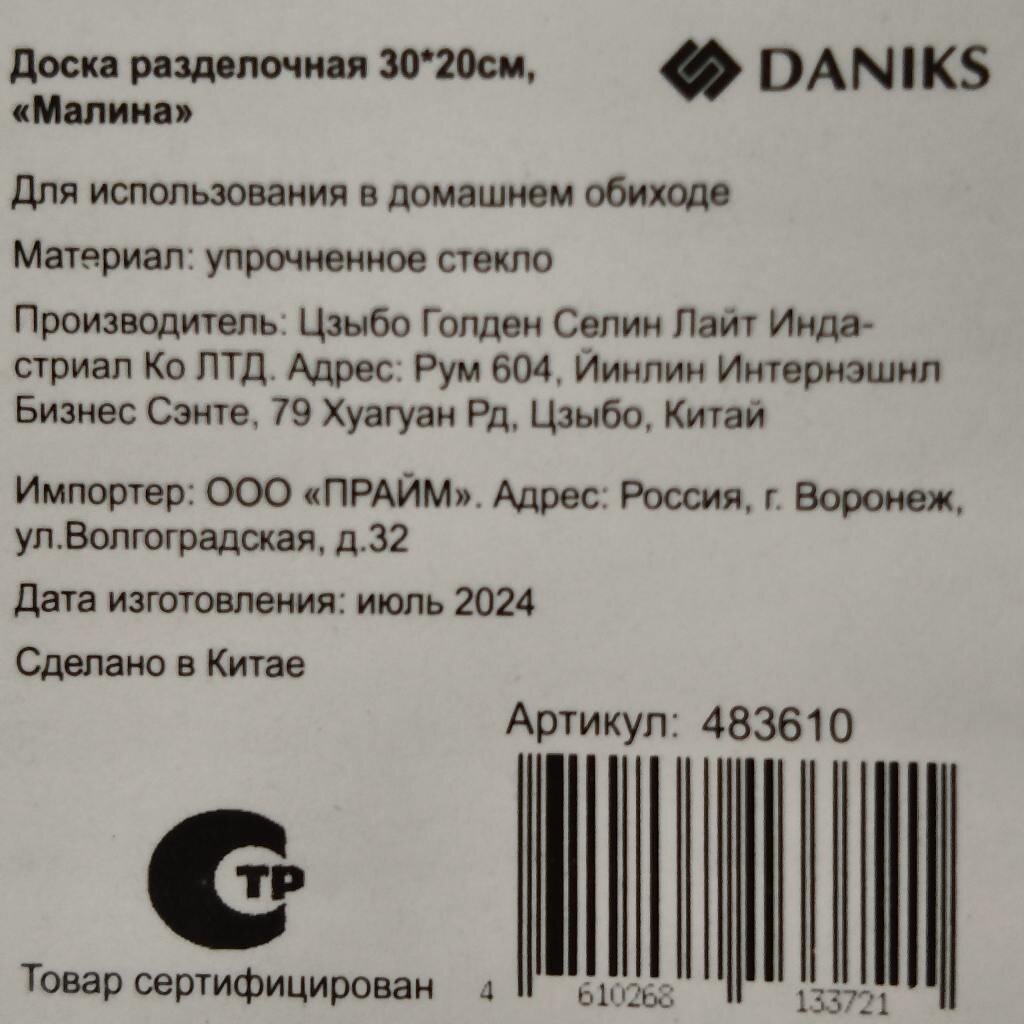 Доска разделочная 30*20см,
«Малина»
DANIKS
Для использования в домашнем обиходе
Материал: упрочненное стекло
Производитель: Цзыбо Голден Селин Лайт Инда-
стриал Ко ЛТД. Адрес: Рум 604, Йинлин Интернэшнл
Бизнес Сэнте, 79 Хуагуан Рд, Цзыбо, Китай
Импортер: ООО «ПРАЙМ». Адрес: Россия, г. Воронеж,
ул.Волгоградская, д.32
Дата изготовления: июль 2024
Сделано в Китае
Артикул: 483610
ТР
Товар сертифицирован
4 610268 133721